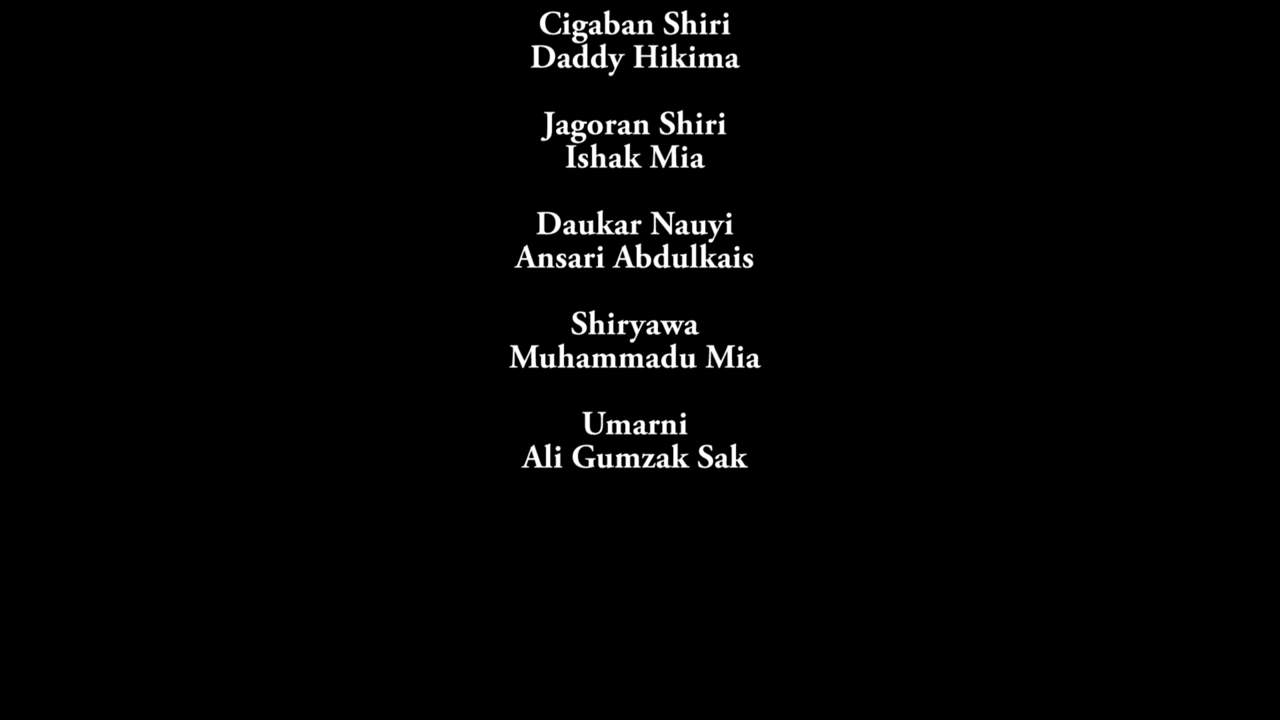 Cigaban Shiri
Daddy Hikima
Jagoran Shiri
Ishak Mia
Daukar Nauyi
Ansari Abdulkais
Shiryawa
Muhammadu Mia
Umarni
Ali Gumzak Sak